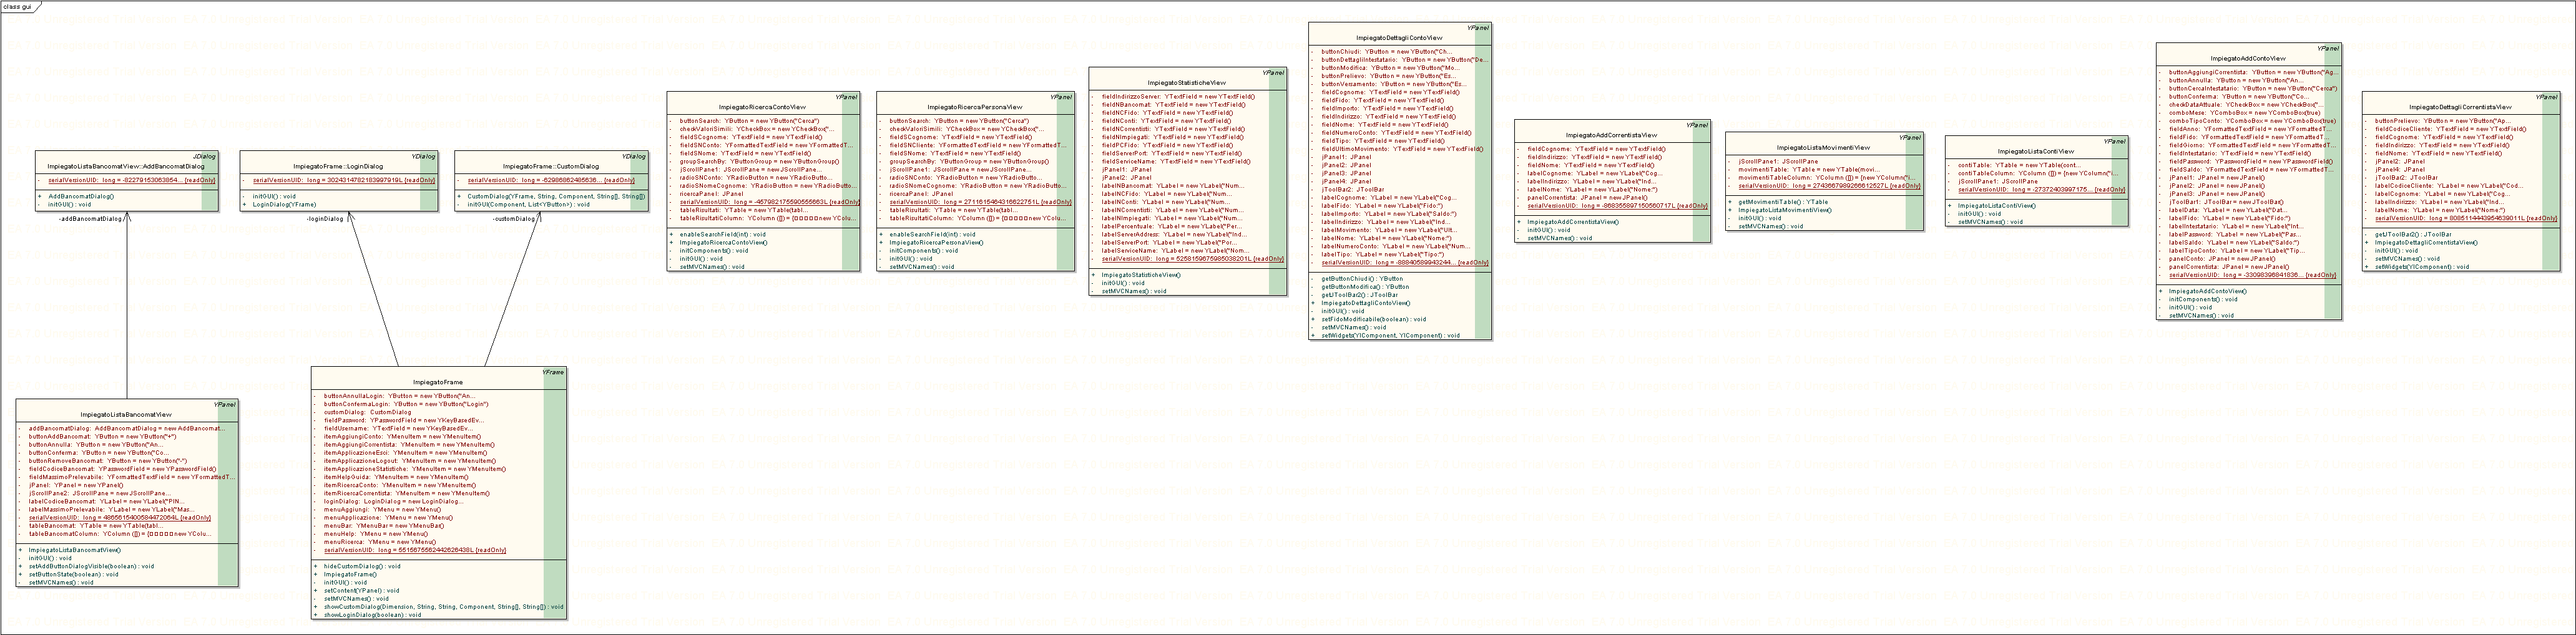 class gui
JDialog
ImpiegatoListaBancomatView::AddBancomatDialog
- serialVersionUID: long = -82279153063854... {readOnly}
+ AddBancomatDialog()
- initGUI() : void
YDialog
ImpiegatoFrame::LoginDialog
- serialVersionUID: long = 3024314782183997919L {readOnly}
- initGUI() : void
+ LoginDialog(YFrame)
YDialog
ImpiegatoFrame::CustomDialog
- serialVersionUID: long = -62986862485636... {readOnly}
+ CustomDialog(YFrame, String, Component, String[], String[])
- initGUI(Component, List<YButton>) : void
-addBancomatDialog
-loginDialog
-customDialog
YPanel
ImpiegatoListaBancomatView
- addBancomatDialog: AddBancomatDialog = new AddBancomat...
- buttonAddBancomat: YButton = new YButton("+")
- buttonAnnulla: YButton = new YButton("An...
- buttonConferma: YButton = new YButton("Co...
- buttonRemoveBancomat: YButton = new YButton("-")
- fieldCodiceBancomat: YPasswordField = new YPasswordField()
- fieldMassimoPrelevabile: YFormattedTextField = new YFormattedT...
- jPanel: YPanel = new YPanel()
- jScrollPane2: JScrollPane = new JScrollPane...
- labelCodiceBancomat: YLabel = new YLabel("PIN...
- labelMassimoPrelevabile: YLabel = new YLabel("Mas...
- serialVersionUID: long = 4865615400584472064L {readOnly}
- tableBancomat: YTable = new YTable(tabl...
+ ImpiegatoListaBancomatView()
- initGUI() : void
+ setAddButtonDialogVisible(boolean) : void
+ setButtonState(boolean) : void
- setMVCNames() : void
YFrame
ImpiegatoFrame
- buttonAnnullaLogin: YButton = new YButton("An...
- buttonConfermaLogin: YButton = new YButton("Login")
- customDialog: CustomDialog
- fieldPassword: YPasswordField = new YKeyBasedEv...
- fieldUsername: YTextField = new YKeyBasedEv...
- itemAggiungiConto: YMenuItem = new YMenuItem()
- itemAggiungiCorrentista: YMenuItem = new YMenuItem()
- itemApplicazioneEsci: YMenuItem = new YMenuItem()
- itemApplicazioneLogout: YMenuItem = new YMenuItem()
- itemApplicazioneStatistiche: YMenuItem = new YMenuItem()
- itemHelpGuida: YMenuItem = new YMenuItem()
- itemRicercaConto: YMenuItem = new YMenuItem()
- itemRicercaCorrentista: YMenuItem = new YMenuItem()
- loginDialog: LoginDialog = new LoginDialog...
- menuAggiungi: YMenu = new YMenu()
- menuApplicazione: YMenu = new YMenu()
- menuBar: YMenuBar = new YMenuBar()
- menuHelp: YMenu = new YMenu()
- menuRicerca: YMenu = new YMenu()
- serialVersionUID: long = 5515675562442626438L {readOnly}
+ hideCustomDialog() : void
+ ImpiegatoFrame()
- initGUI() : void
+ setContent(YPanel) : void
- setMVCNames() : void
+ showCustomDialog(Dimension, String, String, Component, String[], String[]) : void
+ showLoginDialog(boolean) : void
YPanel
ImpiegatoRicercaContoView
- buttonSearch: YButton = new YButton("Cerca")
- checkValoriSimili: YCheckBox = new YCheckBox("...
- fieldSCognome: YTextField = new YTextField()
- fieldSNConto: YFormattedTextField = new YFormattedT...
- fieldSNome: YTextField = new YTextField()
- groupSearchBy: YButtonGroup = new YButtonGroup()
- jScrollPane1: JScrollPane = new JScrollPane...
- radioSNConto: YRadioButton = new YRadioButto...
- radioSNomeCognome: YRadioButton = new YRadioButto...
- ricercaPanel: JPanel
- serialVersionUID: long = -457982175590555663L {readOnly}
- tableRisultati: YTable = new YTable(tabl...
+ enableSearchField(int) : void
+ ImpiegatoRicercaContoView()
- initComponents() : void
- initGUI() : void
- setMVCNames() : void
YPanel
ImpiegatoRicercaPersonaView
- buttonSearch: YButton = new YButton("Cerca")
- checkValoriSimili: YCheckBox = new YCheckBox("...
- fieldSCognome: YTextField = new YTextField()
- fieldSNCliente: YFormattedTextField = new YFormattedT...
- fieldSNome: YTextField = new YTextField()
- groupSearchBy: YButtonGroup = new YButtonGroup()
- jScrollPane1: JScrollPane = new JScrollPane...
- radioSNConto: YRadioButton = new YRadioButto...
- radioSNomeCognome: YRadioButton = new YRadioButto...
- ricercaPanel: JPanel
- serialVersionUID: long = 2711615464316622751L {readOnly}
- tableRisultati: YTable = new YTable(tabl...
+ enableSearchField(int) : void
+ ImpiegatoRicercaPersonaView()
- initComponents() : void
- initGUI() : void
- setMVCNames() : void
YPanel
ImpiegatoStatisticheView
- fieldIndirizzoServer: YTextField = new YTextField()
- fieldNBancomat: YTextField = new YTextField()
- fieldNCFido: YTextField = new YTextField()
- fieldNConti: YTextField = new YTextField()
- fieldNCorrentisti: YTextField = new YTextField()
- fieldNImpiegati: YTextField = new YTextField()
- fieldPCFido: YTextField = new YTextField()
- fieldServerPort: YTextField = new YTextField()
- fieldServiceName: YTextField = new YTextField()
- jPanel1: JPanel
- jPanel2: JPanel
- labelNBancomat: YLabel = new YLabel("Num...
- labelNCFido: YLabel = new YLabel("Num...
- labelNConti: YLabel = new YLabel("Num...
- labelNCorrentisti: YLabel = new YLabel("Num...
- labelNImpiegati: YLabel = new YLabel("Num...
- labelPercentuale: YLabel = new YLabel("Per...
- labelServerAddress: YLabel = new YLabel("Ind...
- labelServerPort: YLabel = new YLabel("Por...
- labelServiceName: YLabel = new YLabel("Nom...
- serialVersionUID: long = 5258159675985038201L {readOnly}
+ ImpiegatoStatisticheView()
- initGUI() : void
- setMVCNames() : void
YPanel
ImpiegatoDettagliContoView
- buttonChiudi: YButton = new YButton("Ch...
- buttonDettagliIntestatario: YButton = new YButton("De...
- buttonModifica: YButton = new YButton("Mo...
- buttonPrelievo: YButton = new YButton("Es...
- buttonVersamento: YButton = new YButton("Es...
- fieldCognome: YTextField = new YTextField()
- fieldFido: YTextField = new YTextField()
- fieldImporto: YTextField = new YTextField()
- fieldIndirizzo: YTextField = new YTextField()
- fieldNome: YTextField = new YTextField()
- fieldNumeroConto: YTextField = new YTextField()
- fieldTipo: YTextField = new YTextField()
- fieldUltimoMovimento: YTextField = new YTextField()
- jPanel1: JPanel
- jPanel2: JPanel
- jPanel3: JPanel
- jPanel4: JPanel
- jToolBar2: JToolBar
- labelCognome: YLabel = new YLabel("Cog...
- labelFido: YLabel = new YLabel("Fido:")
- labelImporto: YLabel = new YLabel("Saldo:")
- labelIndirizzo: YLabel = new YLabel("Ind...
- labelMovimento: YLabel = new YLabel("Ult...
- labelNome: YLabel = new YLabel("Nome:")
- labelNumeroConto: YLabel = new YLabel("Num...
- labelTipo: YLabel = new YLabel("Tipo:")
- serialVersionUID: long = -88840589943244... {readOnly}
- getButtonChiudi() : YButton
- getButtonModifica() : YButton
- getJToolBar2() : JToolBar
+ ImpiegatoDettagliContoView()
- initGUI() : void
+ setFidoModificabile(boolean) : void
- setMVCNames() : void
+ setWidgets(YIComponent, YIComponent) : void
YPanel
ImpiegatoAddCorrentistaView
- fieldCognome: YTextField = new YTextField()
- fieldIndirizzo: YTextField = new YTextField()
- fieldNome: YTextField = new YTextField()
- labelCognome: YLabel = new YLabel("Cog...
- labelIndirizzo: YLabel = new YLabel("Ind...
- labelNome: YLabel = new YLabel("Nome:")
- panelCorrentista: JPanel = new JPanel()
- serialVersionUID: long = -868355897150560717L {readOnly}
+ ImpiegatoAddCorrentistaView()
- initGUI() : void
- setMVCNames() : void
YPanel
ImpiegatoListaMovimentiView
- jScrollPanel1: JScrollPane
- movimentiTable: YTable = new YTable(movi...
- movimentiTableColumn: YColumn ([]) = {new YColumn("I...
- serialVersionUID: long = 2743667989266612527L {readOnly}
+ getMovimentiTable() : YTable
+ ImpiegatoListaMovimentiView()
- initGUI() : void
- setMVCNames() : void
YPanel
ImpiegatoListaContiView
- contiTable: YTable = new YTable(cont...
- contiTableColumn: YColumn ([]) = {new YColumn("I...
- jScrollPane1: JScrollPane
- serialVersionUID: long = -27372403997175... {readOnly}
+ ImpiegatoListaContiView()
- initGUI() : void
- setMVCNames() : void
YPanel
ImpiegatoAddContoView
- buttonAggiungiCorrentista: YButton = new YButton("Ag...
- buttonAnnulla: YButton = new YButton("An...
- buttonCercaIntestatario: YButton = new YButton("Cerca")
- buttonConferma: YButton = new YButton("Co...
- checkDataAttuale: YCheckBox = new YCheckBox("...
- comboMese: YComboBox = new YComboBox(true)
- comboTipoConto: YComboBox = new YComboBox(true)
- fieldAnno: YFormattedTextField = new YFormattedT...
- fieldFido: YFormattedTextField = new YFormattedT...
- fieldGiorno: YFormattedTextField = new YFormattedT...
- fieldIntestatario: YTextField = new YTextField()
- fieldPassword: YPasswordField = new YPasswordField()
- fieldSaldo: YFormattedTextField = new YFormattedT...
- jPanel1: JPanel = new JPanel()
- jPanel2: JPanel = new JPanel()
- jPanel3: JPanel = new JPanel()
- jToolBar1: JToolBar = new JToolBar()
- labelData: YLabel = new YLabel("Dat...
- labelFido: YLabel = new YLabel("Fido:")
- labelIntestatario: YLabel = new YLabel("Int...
- labelPassword: YLabel = new YLabel("Pas...
- labelSaldo: YLabel = new YLabel("Saldo:")
- labelTipoConto: YLabel = new YLabel("Tip...
- panelConto: JPanel = new JPanel()
- panelCorrentista: JPanel = new JPanel()
- serialVersionUID: long = -33098396841836... {readOnly}
+ ImpiegatoAddContoView()
- initComponents() : void
- initGUI() : void
- setMVCNames() : void
YPanel
ImpiegatoDettagliCorrentistaView
- buttonPrelievo: YButton = new YButton("Ap...
- fieldCodiceCliente: YTextField = new YTextField()
- fieldCognome: YTextField = new YTextField()
- fieldIndirizzo: YTextField = new YTextField()
- fieldNome: YTextField = new YTextField()
- jPanel2: JPanel
- jPanel4: JPanel
- jToolBar2: JToolBar
- labelCodiceCliente: YLabel = new YLabel("Cod...
- labelCognome: YLabel = new YLabel("Cog...
- labelIndirizzo: YLabel = new YLabel("Ind...
- labelNome: YLabel = new YLabel("Nome:")
- serialVersionUID: long = 8085114443954639011L {readOnly}
- getJToolBar2() : JToolBar
+ ImpiegatoDettagliCorrentistaView()
- initGUI() : void
- setMVCNames() : void
+ setWidgets(YIComponent) : void